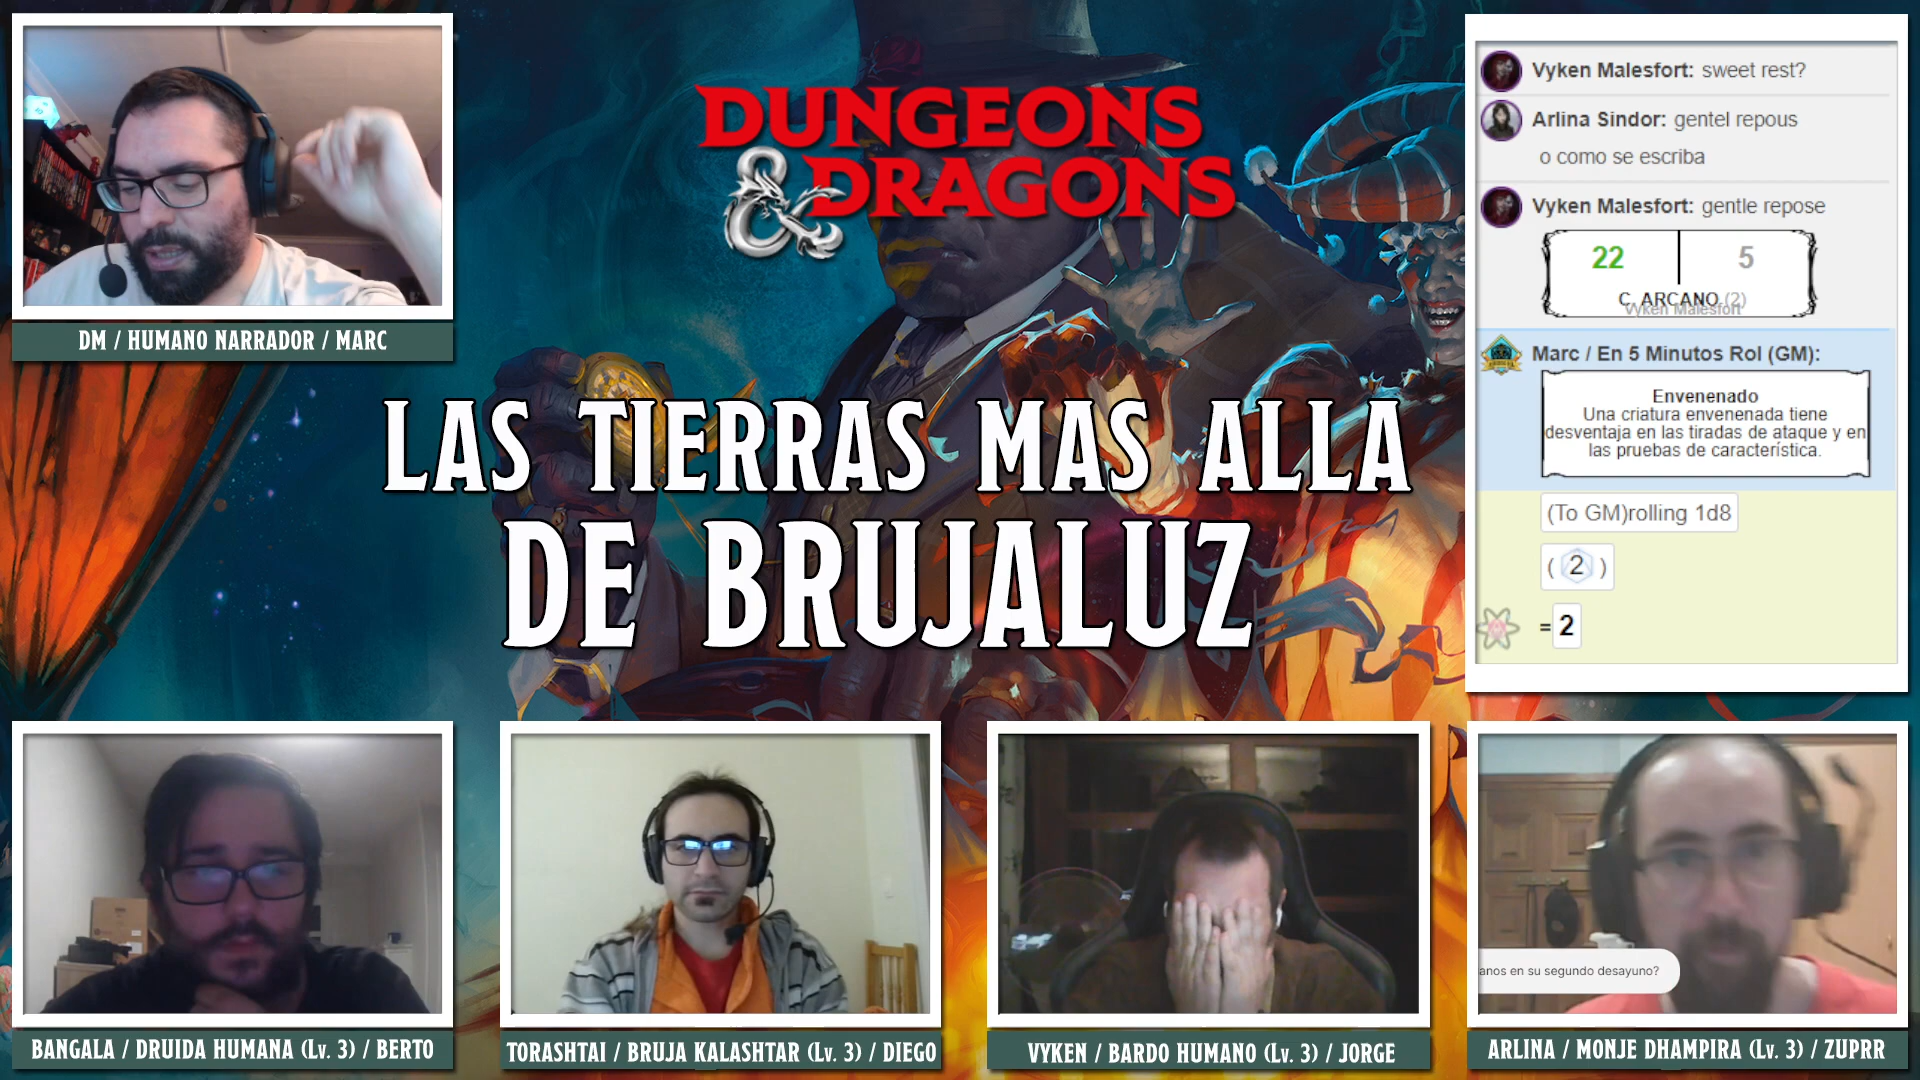 DUNGEONS
& DRAGONS
LAS TIERRAS MAS ALLA
DE BRUJALUZ
DM / HUMANO NARRADOR / MARC
Vyken Malesfort: sweet rest?
Arlina Sindor: gentel repous
o como se escriba
Vyken Malesfort: gentle repose
22 5
C. ARCANO (2)
Vyken Malesfort
Marc / En 5 Minutos Rol (GM):
Envenenado
Una criatura envenenada tiene
desventaja en las tiradas de ataque y en
las pruebas de característica.
(To GM)rolling 1d8
( 2 )
=2
anos en su segundo desayuno?
BANGALA / DRUIDA HUMANA (Lv. 3) / BERTO
TORASHTAI / BRUJA KALASHTAR (Lv. 3) / DIEGO
VYKEN / BARDO HUMANO (Lv. 3) / JORGE
ARLINA / MONJE DHAMPIRA (Lv. 3) / ZUPRR